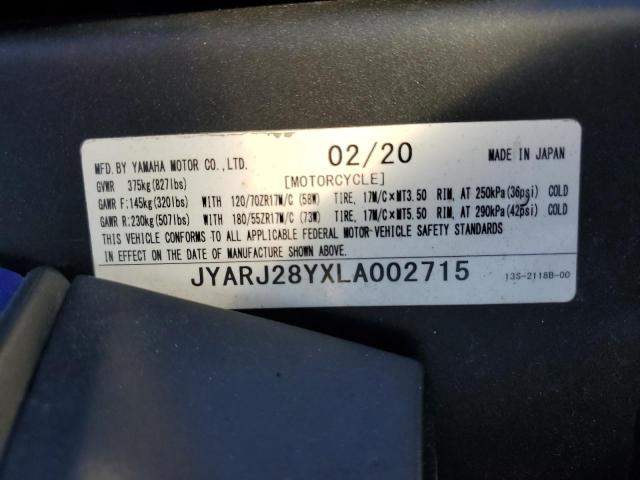 MFD. BY YAMAHA MOTOR CO., LTD. 02/20 MADE IN JAPAN
GVWR 375kg(827lbs) [MOTORCYCLE]
GAWR F:145kg(320lbs) WITH 120/70ZR17M/C (58W) TIRE, 17M/C×MT3.50 RIM, AT 250kPa(36psi) COLD
GAWR R:230kg(507lbs) WITH 180/55ZR17M/C (73W) TIRE, 17M/C×MT5.50 RIM, AT 290kPa(42psi) COLD
THIS VEHICLE CONFORMS TO ALL APPLICABLE FEDERAL MOTOR-VEHICLE SAFETY STANDARDS
IN EFFECT ON THE DATE OF MANUFACTURE SHOWN ABOVE.
JYARJ28YXLA002715 13S-2118B-00